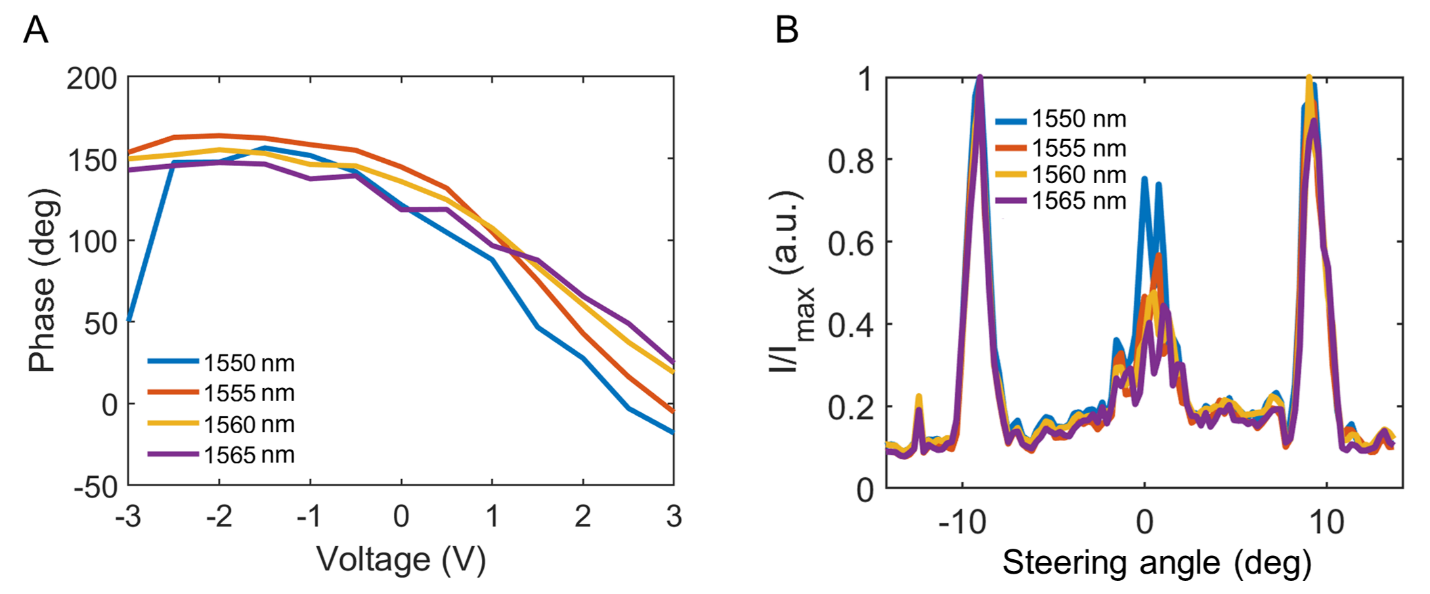 A
200
150
100
50
0
-50
-3 -2 -1 0 1 2 3
Phase (deg)
Voltage (V)
1550 nm
1555 nm
1560 nm
1565 nm
B
1
0.8
0.6
0.4
0.2
0
-10 0 10
I/Imax (a.u.)
Steering angle (deg)
1550 nm
1555 nm
1560 nm
1565 nm